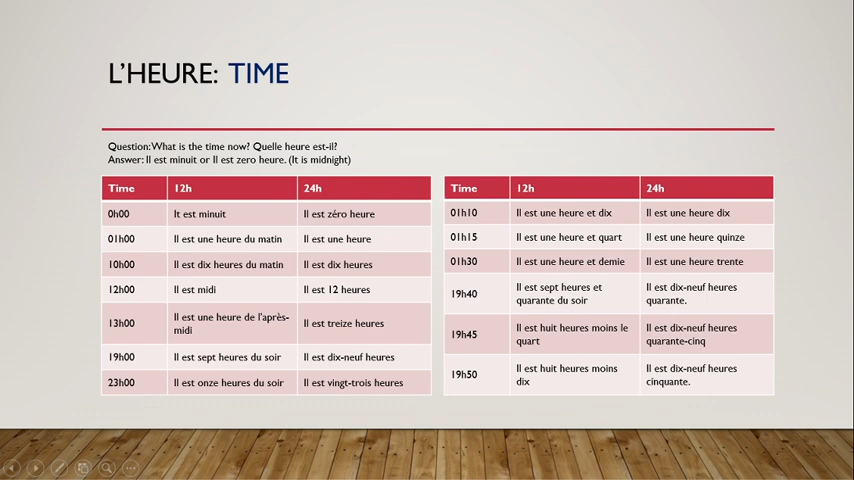 L'HEURE: TIME
Question:What is the time now? Quelle heure est-il?
Answer: Il est minuit or Il est zero heure. (It is midnight)
Time 12h 24h
0h00 It est minuit Il est zéro heure
01h00 Il est une heure du matin Il est une heure
10h00 Il est dix heures du matin Il est dix heures
12h00 Il est midi Il est 12 heures
13h00 Il est une heure de l'après-
midi Il est treize heures
19h00 Il est sept heures du soir Il est dix-neuf heures
23h00 Il est onze heures du soir Il est vingt-trois heures
Time 12h 24h
01h10 Il est une heure et dix Il est une heure dix
01h15 Il est une heure et quart Il est une heure quinze
01h30 Il est une heure et demie Il est une heure trente
19h40 Il est sept heures et
quarante du soir Il est dix-neuf heures
quarante.
19h45 Il est huit heures moins le
quart Il est dix-neuf heures
quarante-cinq
19h50 Il est huit heures moins
dix Il est dix-neuf heures
cinquante.